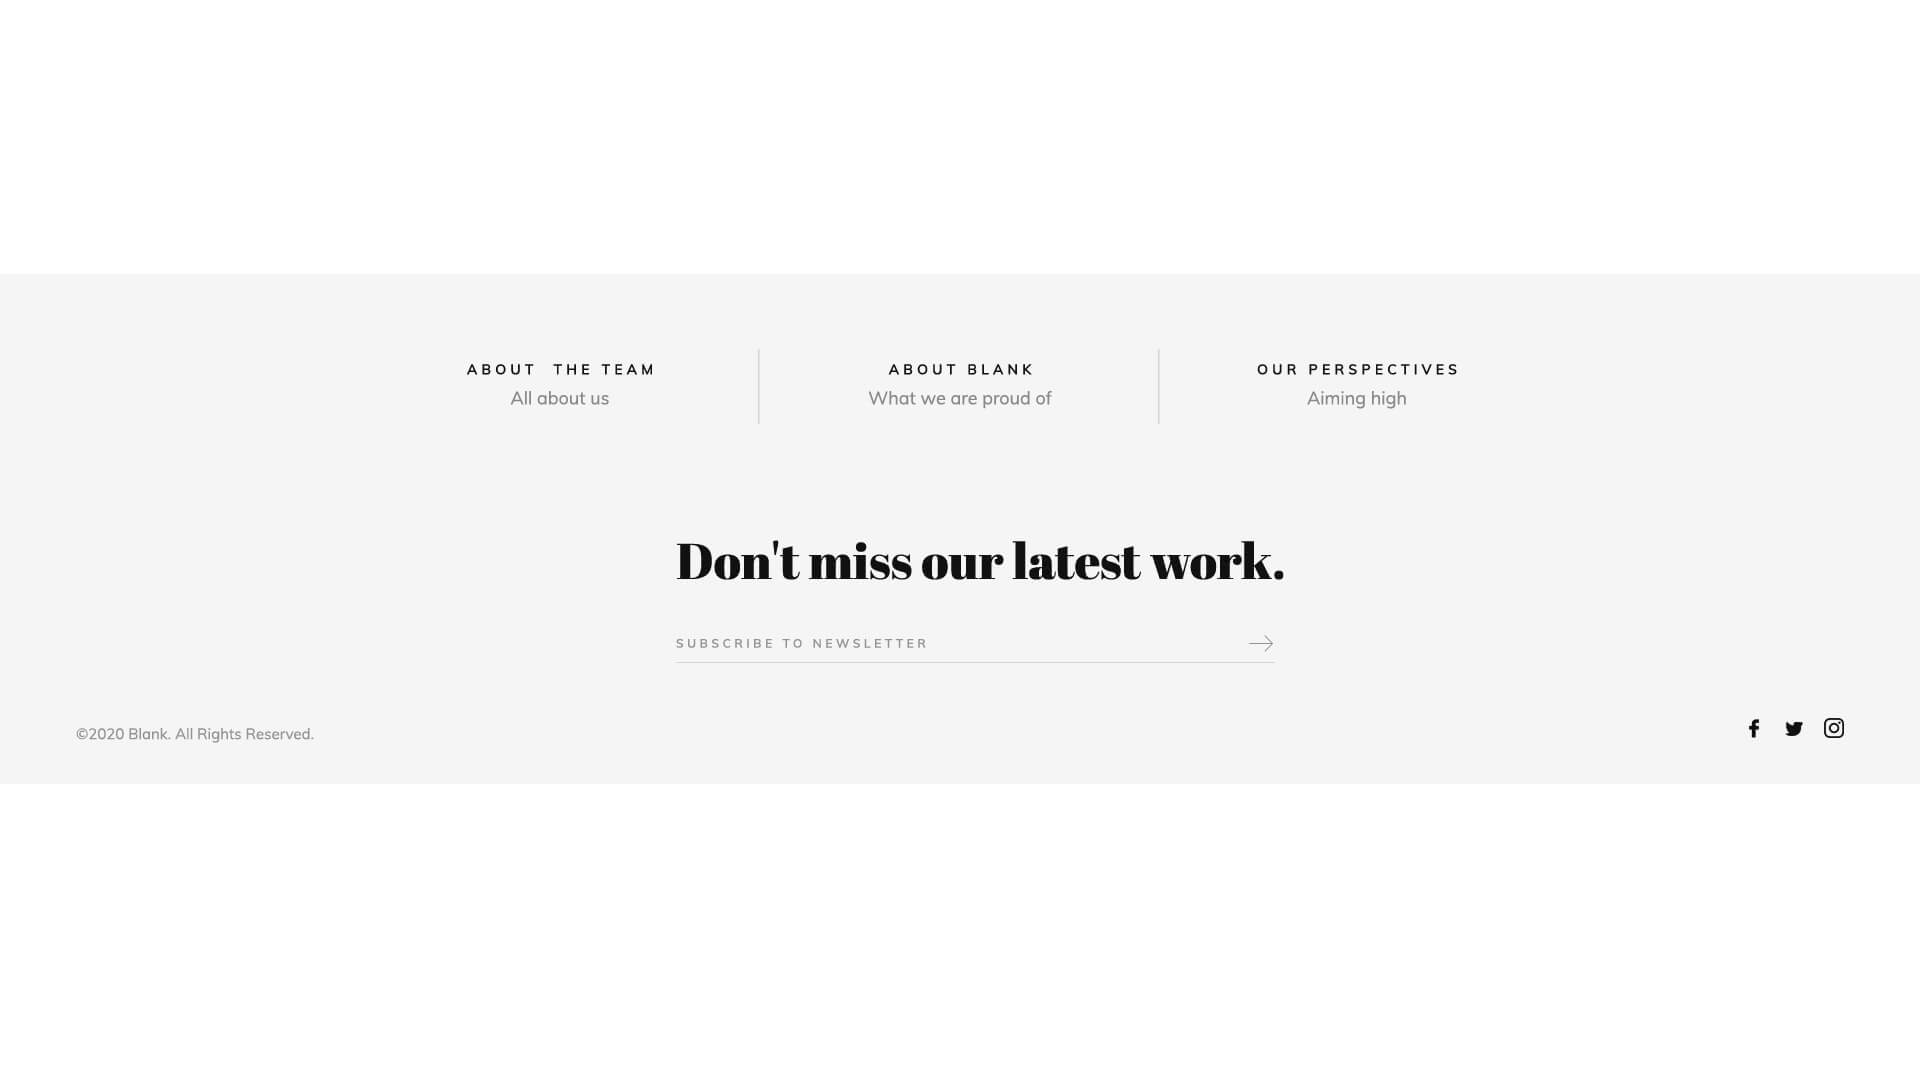 ABOUT  THE TEAM
All about us
ABOUT BLANK
What we are proud of
OUR PERSPECTIVES
Aiming high
Don't miss our latest work.
SUBSCRIBE TO NEWSLETTER
©2020 Blank. All Rights Reserved.